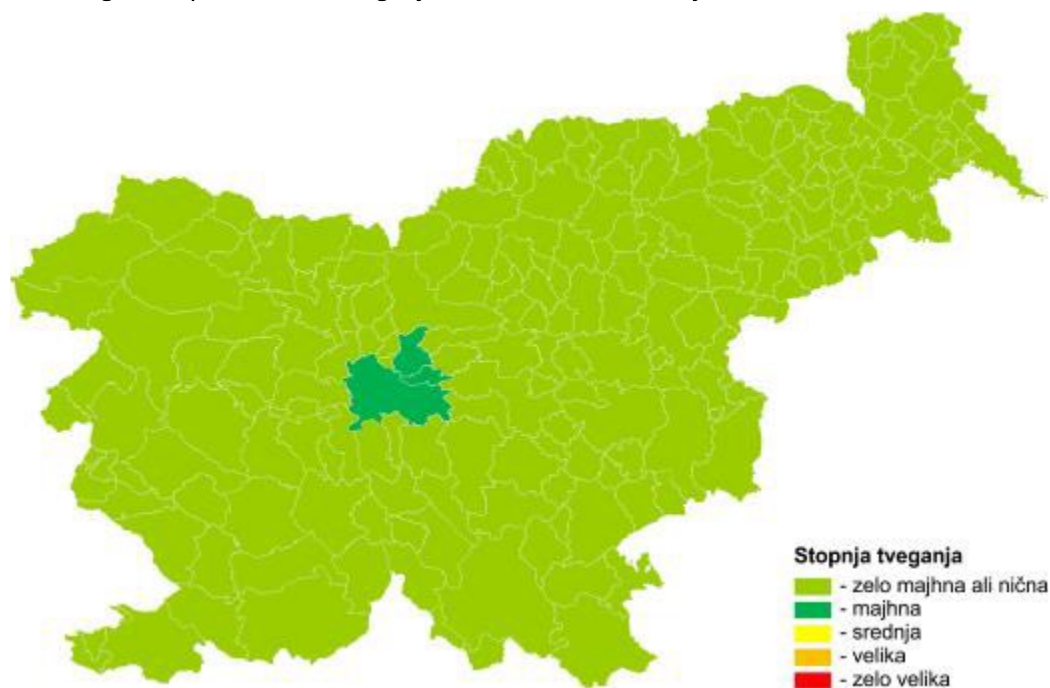 Stopnja tveganja
- zelo majhna ali nična
- majhna
- srednja
- velika
- zelo velika